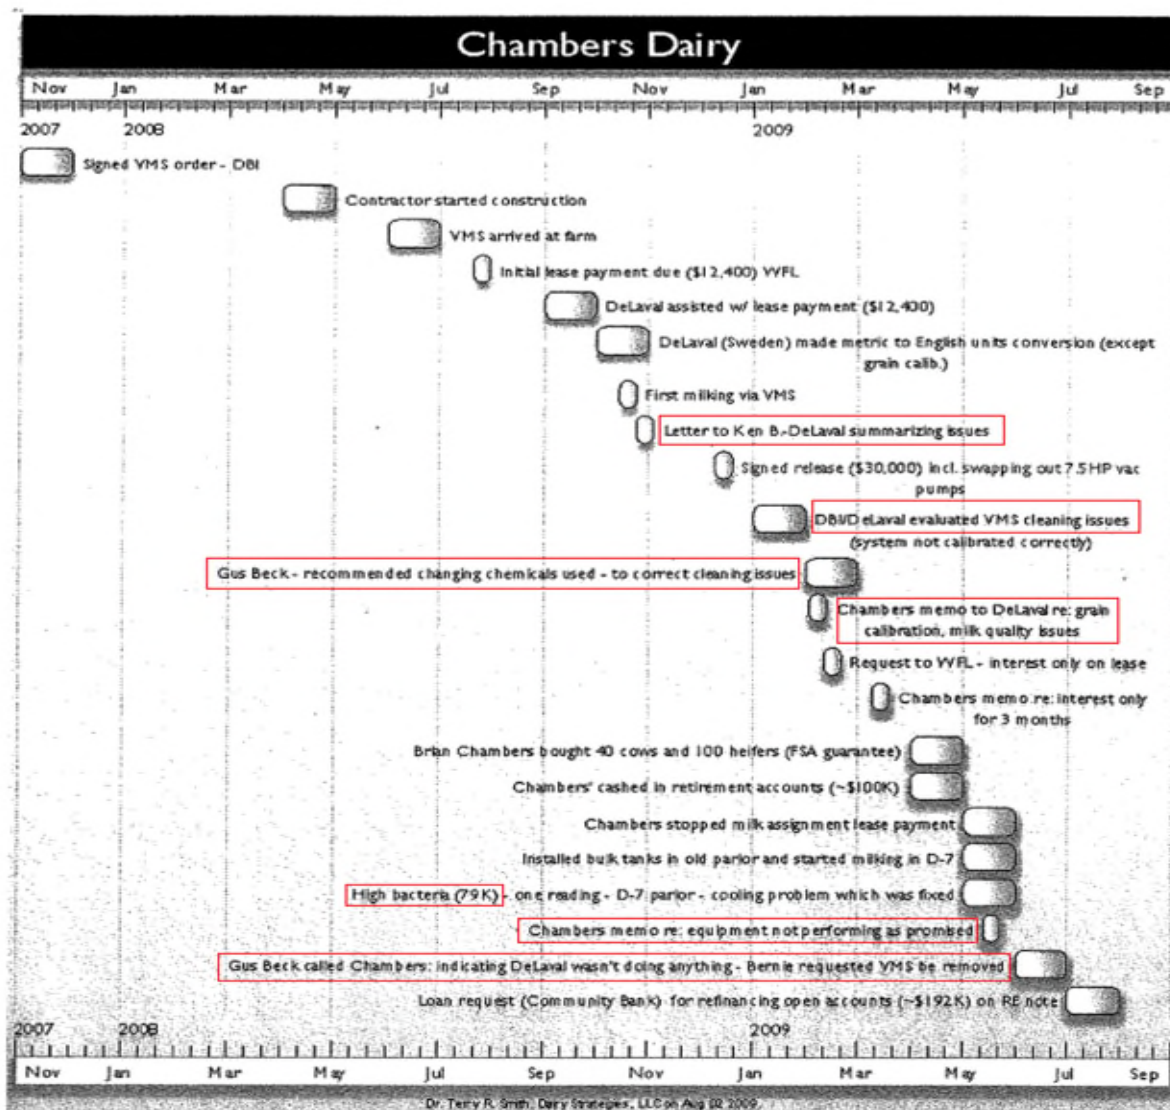 Chambers Dairy
Nov Jan Mar May Jul Sep Nov Jan Mar May Jul Sep
2007 2008 2009
Signed VMS order - DBI
Contractor started construction
VMS arrived at farm
Initial lease payment due ($12,400) WFL
DeLaval assisted w/ lease payment ($12,400)
DeLaval (Sweden) made metric to English units conversion (except
grain calib.)
First milking via VMS
Letter to Ken B.-DeLaval summarizing issues
Signed release ($30,000) incl. swapping out 7.5HP vac
pumps
DBI/DeLaval evaluated VMS cleaning issues
(system not calibrated correctly)
Gus Beck - recommended changing chemicals used - to correct cleaning issues
Chambers memo to DeLaval re: grain
calibration, milk quality issues
Request to WFL - interest only on lease
Chambers memo re: interest only
for 3 months
Brian Chambers bought 40 cows and 100 heifers (FSA guarantee)
Chambers' cashed in retirement accounts (~$100K)
Chambers stopped milk assignment lease payment
Installed bulk tanks in old parlor and started milking in D-7
High bacteria (79K) - one reading - D-7 parlor - cooling problem which was fixed
Chambers memo re: equipment not performing as promised
Gus Beck called Chambers: indicating DeLaval wasn't doing anything - Bernie requested VMS be removed
Loan request (Community Bank) for refinancing open accounts (~$192K) on RE note
2007 2008 2009
Nov Jan Mar May Jul Sep Nov Jan Mar May Jul Sep
Dr. Terry R. Smith, Dairy Strategies, LLC on Aug 02 2009